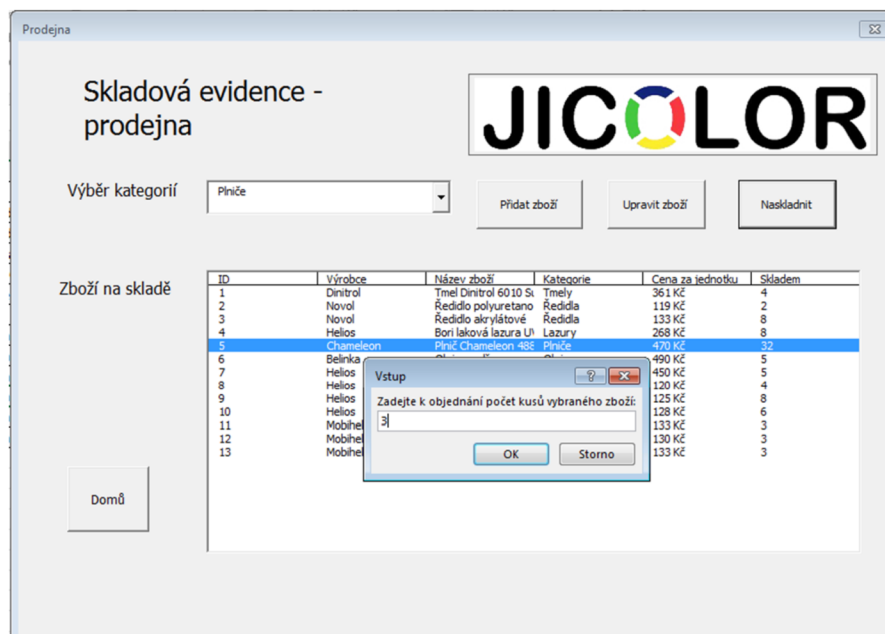 Prodejna
Skladová evidence -
prodejna
JICOLOR
Výběr kategorií
Plniče
Přidat zboží
Upravit zboží
Naskladnit
Zboží na skladě
ID Výrobce Název zboží Kategorie Cena za jednotku Skladem
1 Dinitrol Tmel Dinitrol 6010 Tmely 361 Kč 4
2 Novol Ředidlo polyuretano Ředidla 119 Kč 2
3 Novol Ředidlo akrylátové Ředidla 133 Kč 8
4 Helios Bori laková lazura Lazury 268 Kč 8
5 Chameleon Plnič Chameleon 488 Plniče 470 Kč 32
6 Belinka 490 Kč 5
7 Helios 450 Kč 5
8 Helios 120 Kč 4
9 Helios 125 Kč 8
10 Helios 128 Kč 6
11 Mobihel 133 Kč 3
12 Mobihel 130 Kč 3
13 Mobihel 133 Kč 3
Vstup
Zadejte k objednání počet kusů vybraného zboží:
3
OK
Storno
Domů